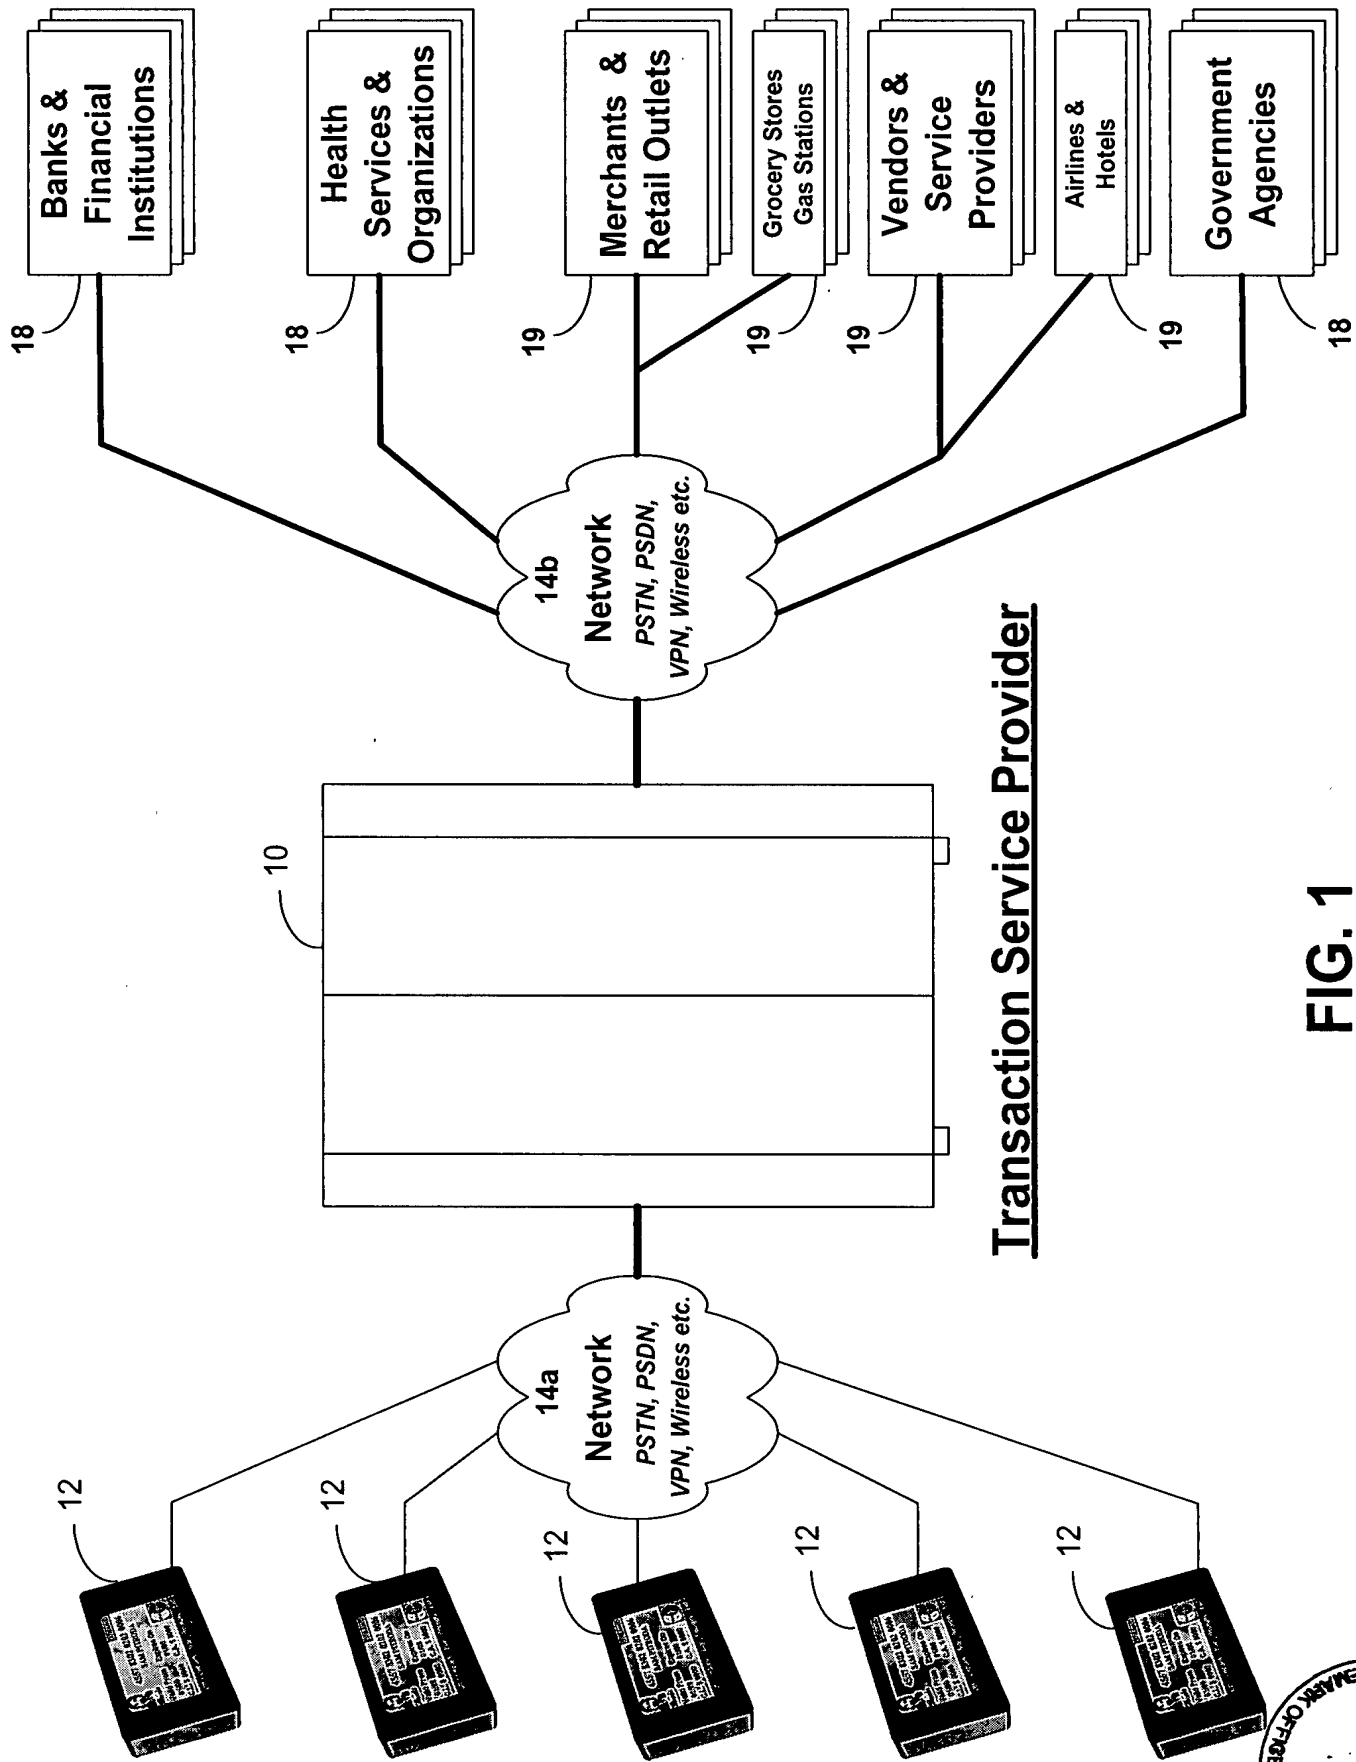 12
12
12
12
12
14a
Network
PSTN, PSDN,
VPN, Wireless etc.
10
Transaction Service Provider
14b
Network
PSTN, PSDN,
VPN, Wireless etc.
18
Banks &
Financial
Institutions
18
Health
Services &
Organizations
19
Merchants &
Retail Outlets
19
Grocery Stores
Gas Stations
19
Vendors &
Service
Providers
19
Airlines &
Hotels
18
Government
Agencies
FIG. 1